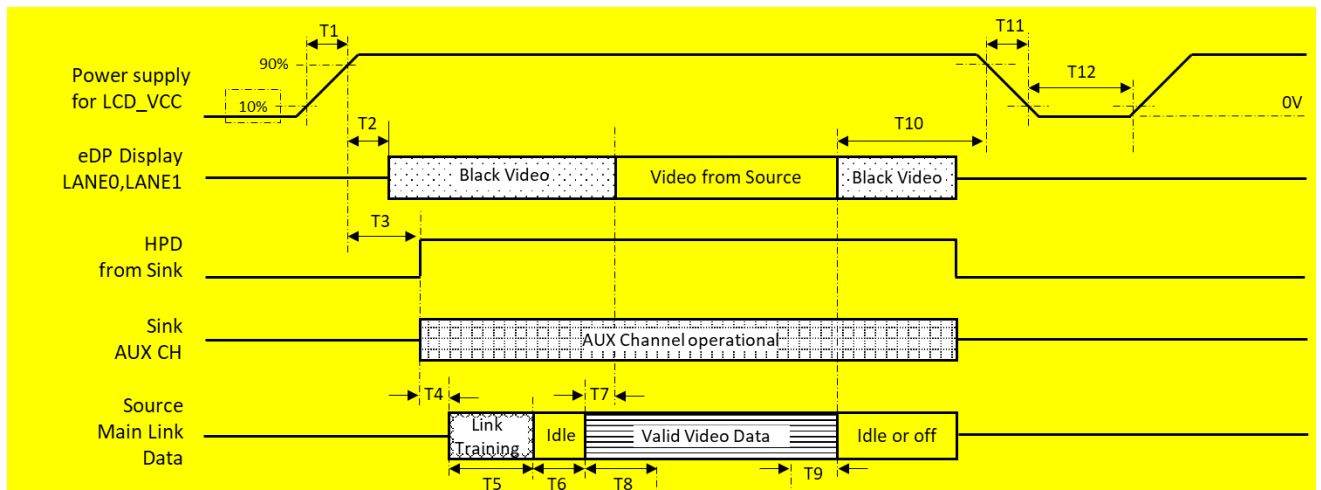 T1
T11
90%
Power supply
for LCD_VCC
10%
T12
0V
T2
T10
eDP Display
LANE0,LANE1
Black Video
Video from Source
Black Video
T3
HPD
from Sink
Sink
AUX CH
AUX Channel operational
T4
T7
Source
Main Link
Data
Link
Training
Idle
Valid Video Data
Idle or off
T5
T6
T8
T9